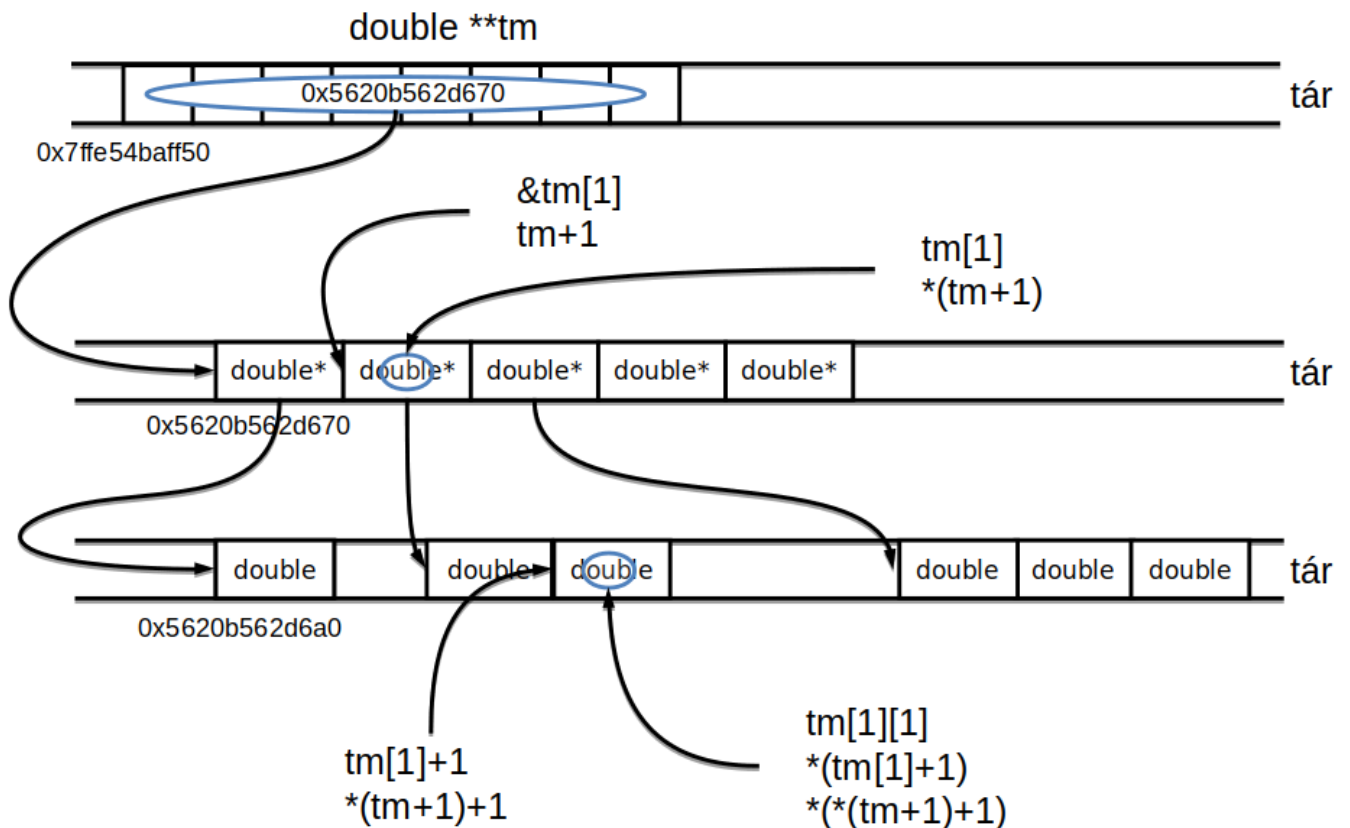 double **tm
0x5620b562d670
tár
0x7ffe54baff50
&tm[1]
tm+1
tm[1]
*(tm+1)
double* double* double* double* double*
tár
0x5620b562d670
double double double double double double
tár
0x5620b562d6a0
tm[1]+1
*(tm+1)+1
tm[1][1]
*(tm[1]+1)
*(*(tm+1)+1)